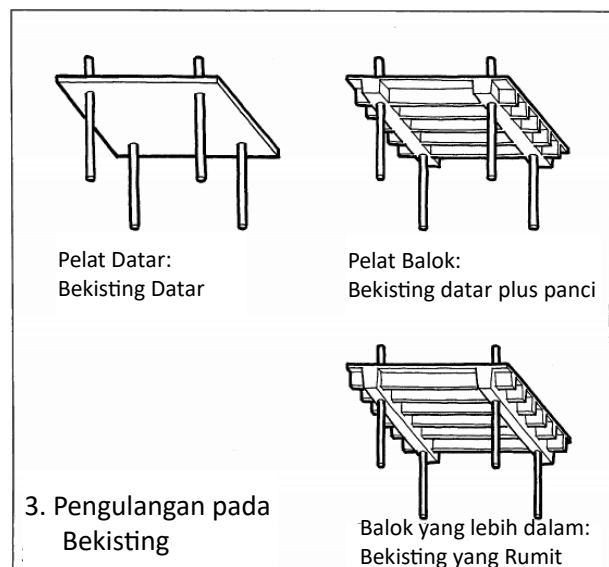 Pelat Datar:
Bekisting Datar
Pelat Balok:
Bekisting datar plus panci
3. Pengulangan pada
Bekisting
Balok yang lebih dalam:
Bekisting yang Rumit